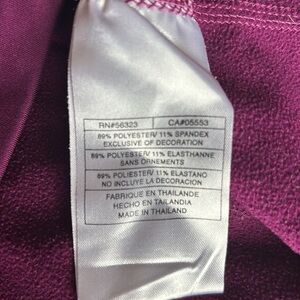 RN#56323 CA#05553
89% POLYESTER/ 11% SPANDEX
EXCLUSIVE OF DECORATION
89% POLYESTER/ 11% ELASTHANNE
SANS ORNEMENTS
89% POLIESTER/ 11% ELASTANO
NO INCLUYE LA DECORACION
FABRIQUE EN THAILANDE
HECHO EN TAILANDIA
MADE IN THAILAND